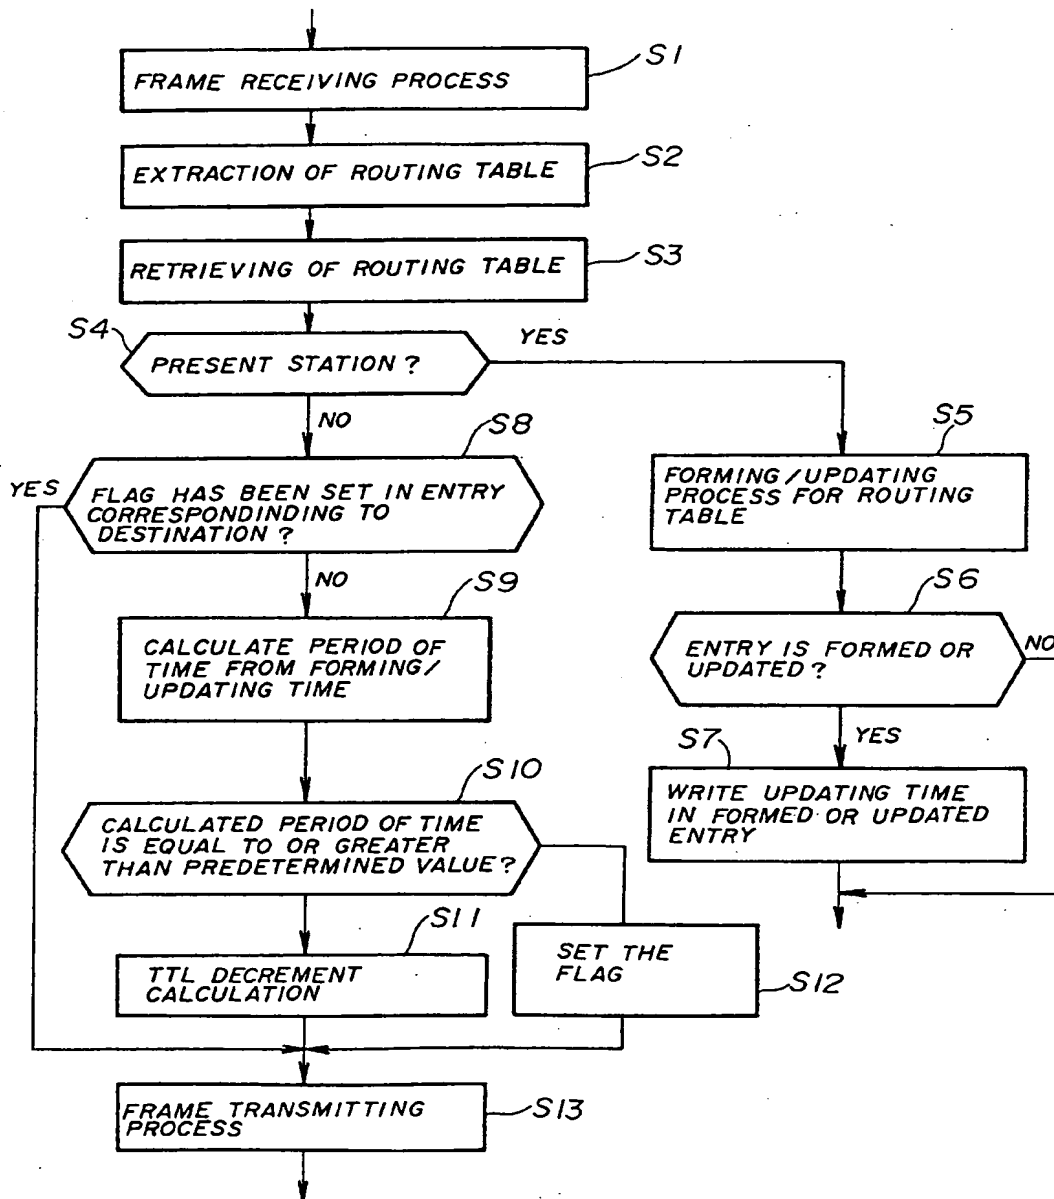 S1
FRAME RECEIVING PROCESS
S2
EXTRACTION OF ROUTING TABLE
S3
RETRIEVING OF ROUTING TABLE
S4
PRESENT STATION?
YES
NO
S8
YES
FLAG HAS BEEN SET IN ENTRY
CORRESPONDINDING TO
DESTINATION?
NO
S9
CALCULATE PERIOD OF
TIME FROM FORMING/
UPDATING TIME
S10
CALCULATED PERIOD OF TIME
IS EQUAL TO OR GREATER
THAN PREDETERMINED VALUE?
S11
TTL DECREMENT
CALCULATION
SET THE
FLAG
S12
FRAME TRANSMITTING
PROCESS
S13
S5
FORMING/UPDATING
PROCESS FOR ROUTING
TABLE
S6
ENTRY IS FORMED OR
UPDATED?
NO
YES
S7
WRITE UPDATING TIME
IN FORMED OR UPDATED
ENTRY